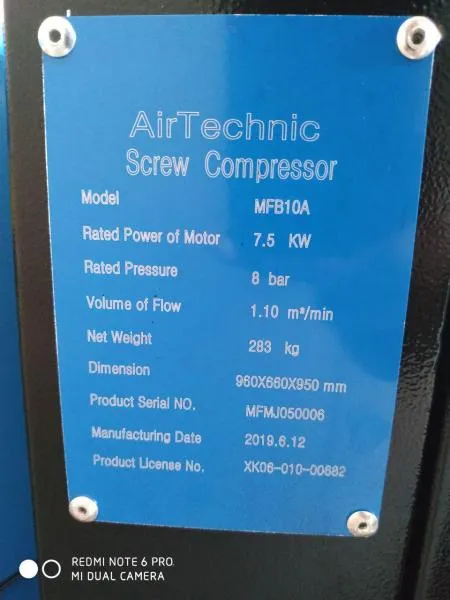 AirTechnic
Screw Compressor
Model MFB10A
Rated Power of Motor 7.5 KW
Rated Pressure 8 bar
Volume of Flow 1.10 m³/min
Net Weight 283 kg
Dimension 960X660X950 mm
Product Serial NO. MFMJ050006
Manufacturing Date 2019.6.12
Product License No. XK06-010-00682
REDMI NOTE 6 PRO
MI DUAL CAMERA